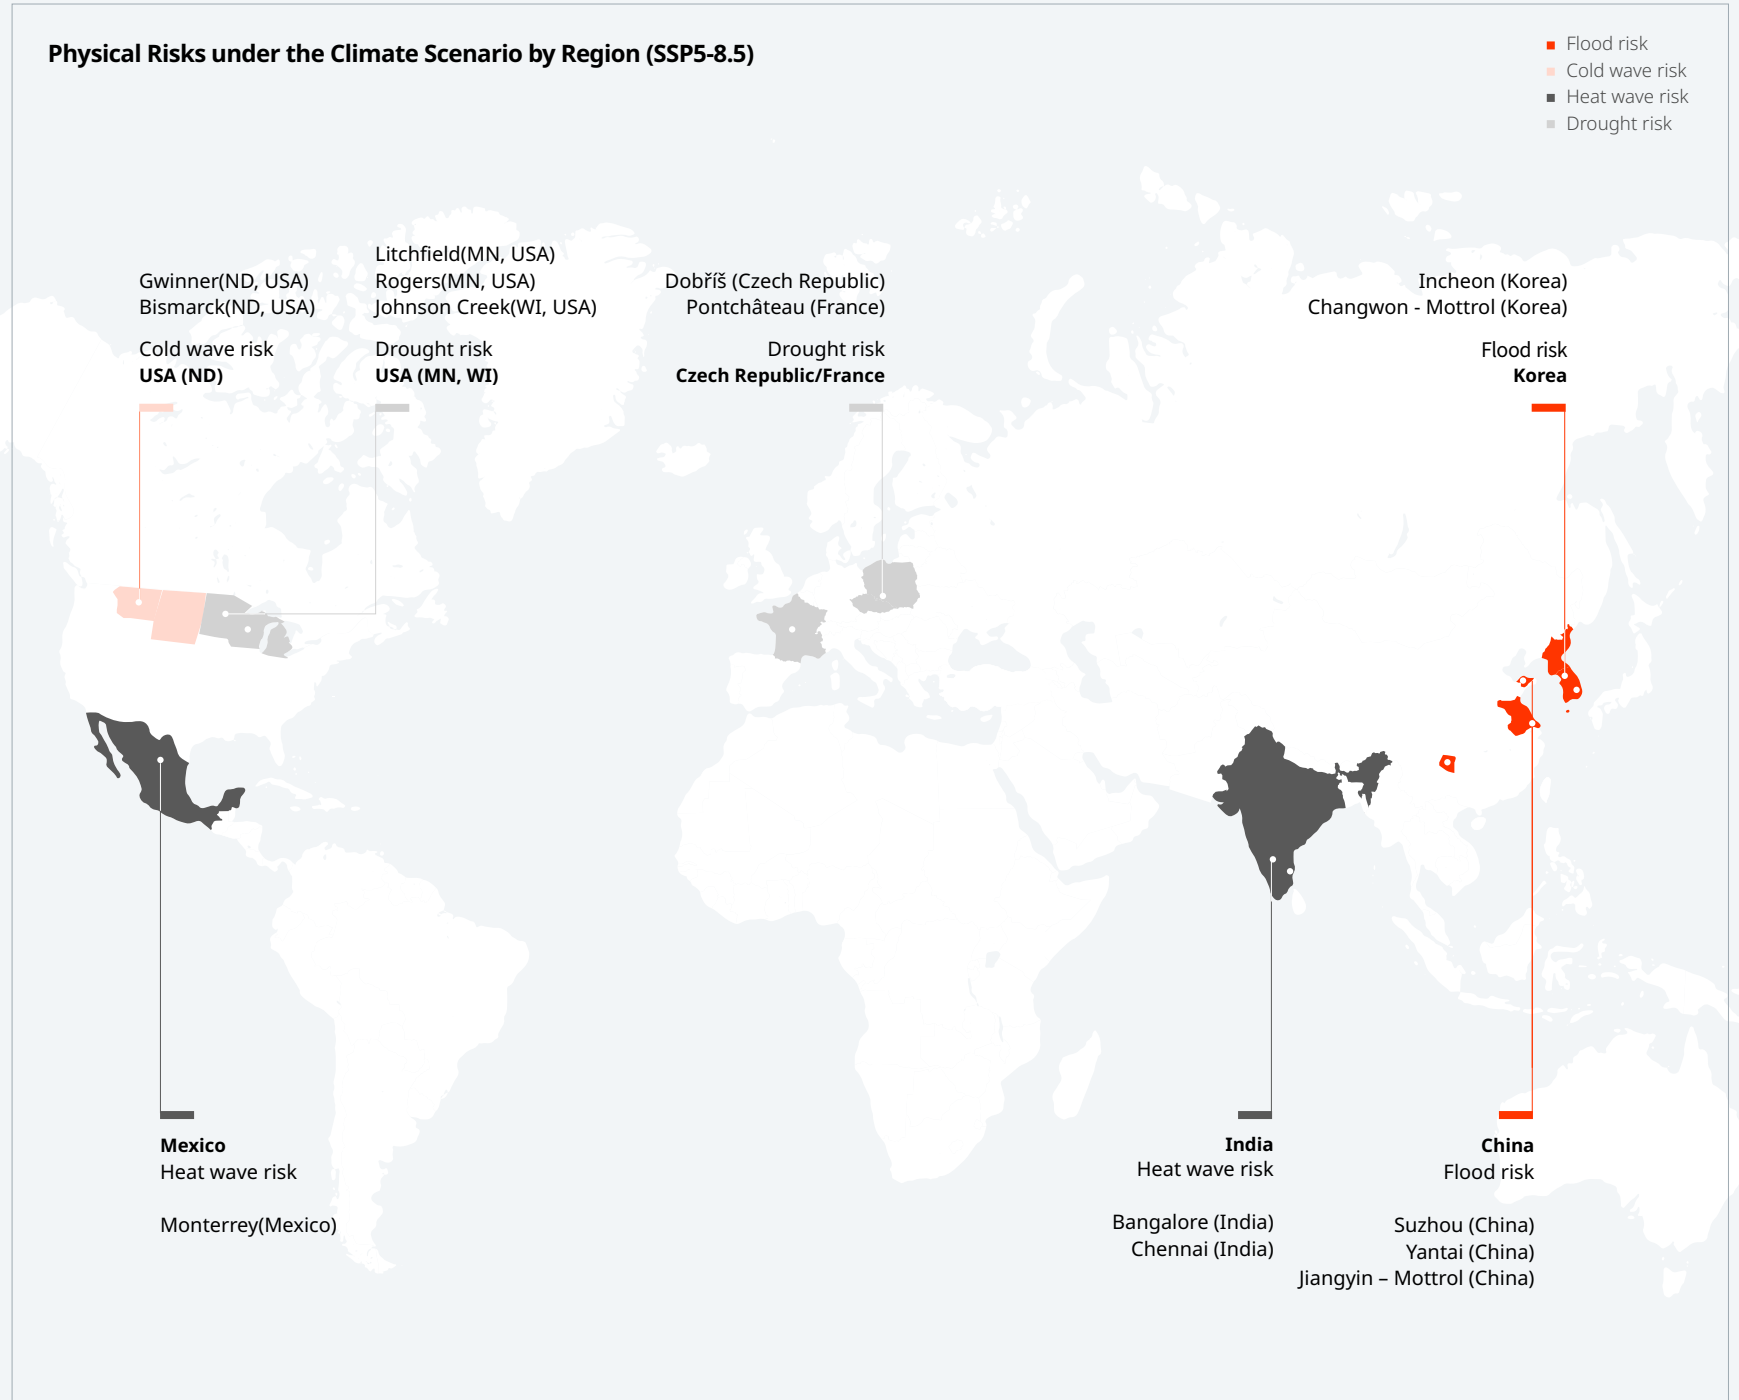 Physical Risks under the Climate Scenario by Region (SSP5-8.5)
Flood risk
Cold wave risk
Heat wave risk
Drought risk
Gwinner(ND, USA)
Bismarck(ND, USA)
Cold wave risk
USA (ND)
Litchfield(MN, USA)
Rogers(MN, USA)
Johnson Creek(WI, USA)
Drought risk
USA (MN, WI)
Dobříš (Czech Republic)
Pontchâteau (France)
Drought risk
Czech Republic/France
Incheon (Korea)
Changwon - Mottrol (Korea)
Flood risk
Korea
Mexico
Heat wave risk
Monterrey(Mexico)
India
Heat wave risk
Bangalore (India)
Chennai (India)
China
Flood risk
Suzhou (China)
Yantai (China)
Jiangyin – Mottrol (China)